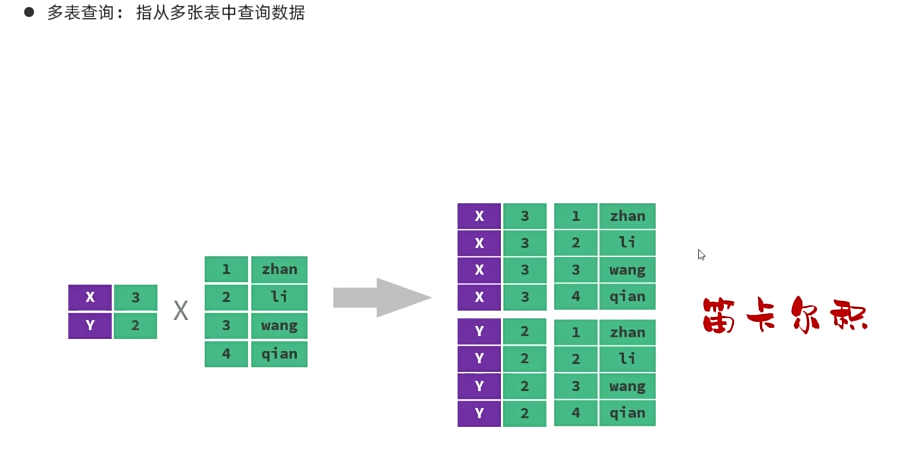 多表查询: 指从多张表中查询数据
X 3
Y 2
X
1 zhan
2 li
3 wang
4 qian
X 3 1 zhan
X 3 2 li
X 3 3 wang
X 3 4 qian
Y 2 1 zhan
Y 2 2 li
Y 2 3 wang
Y 2 4 qian
笛卡尔积